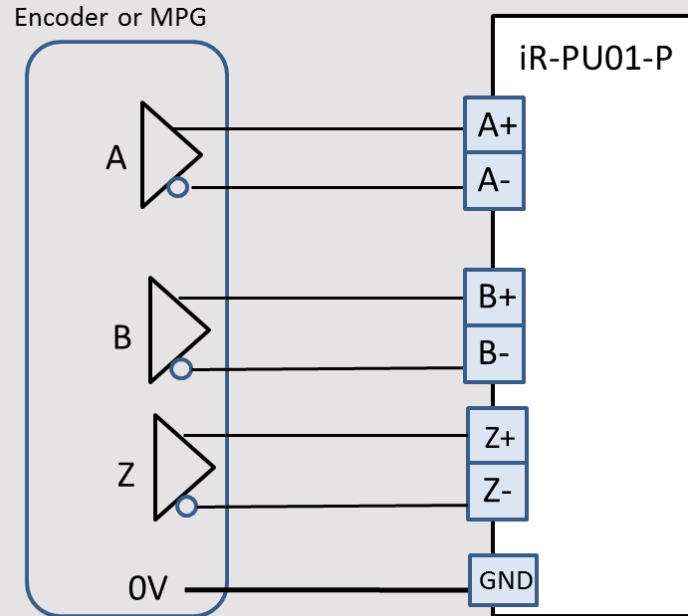 Encoder or MPG
iR-PU01-P
A+
A
A-
B+
B
B-
Z+
Z
Z-
0V
GND